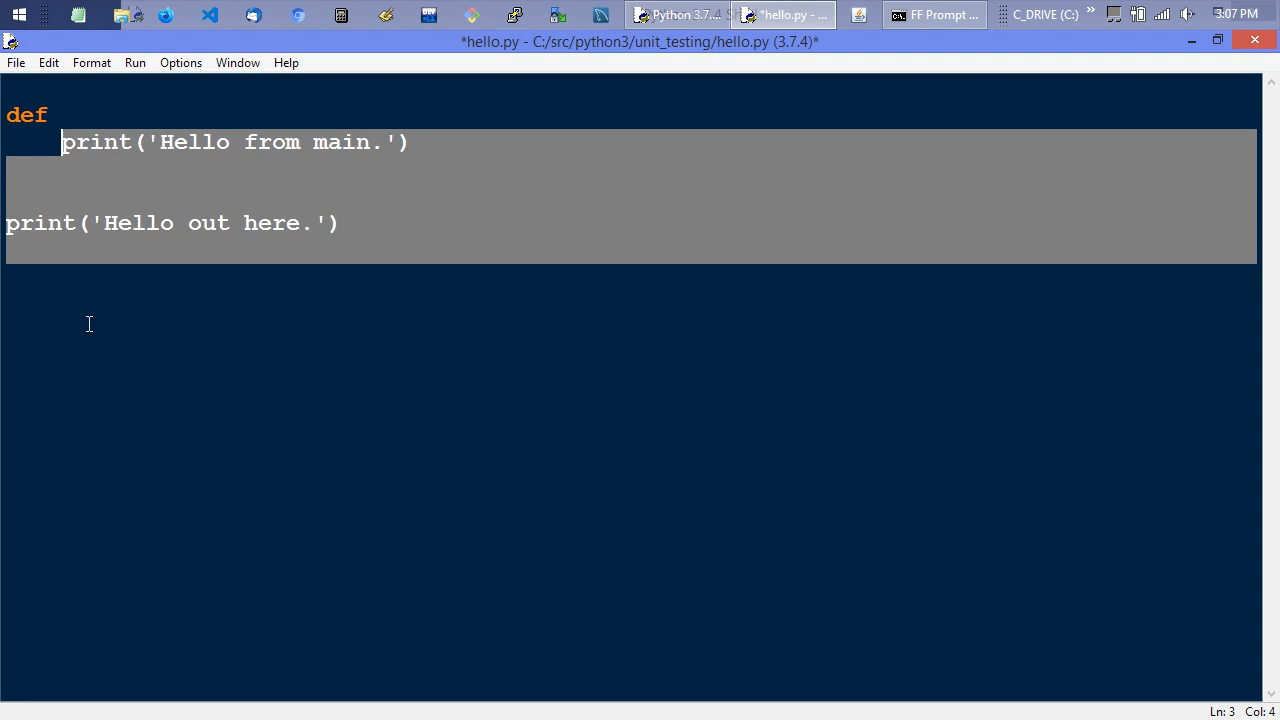 Python 3.7.... *hello.py - ... FF Prompt ... C_DRIVE (C:) » 3:07 PM
*hello.py - C:/src/python3/unit_testing/hello.py (3.7.4)*
File Edit Format Run Options Window Help
def
print('Hello from main.')
print('Hello out here.')
Ln: 3 Col: 4